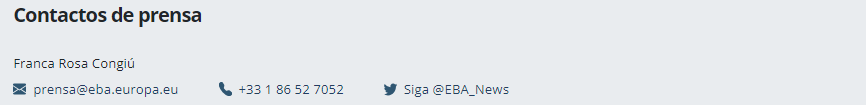 Contactos de prensa
Franca Rosa Congiú
prensa@eba.europa.eu +33 1 86 52 7052 Siga @EBA_News